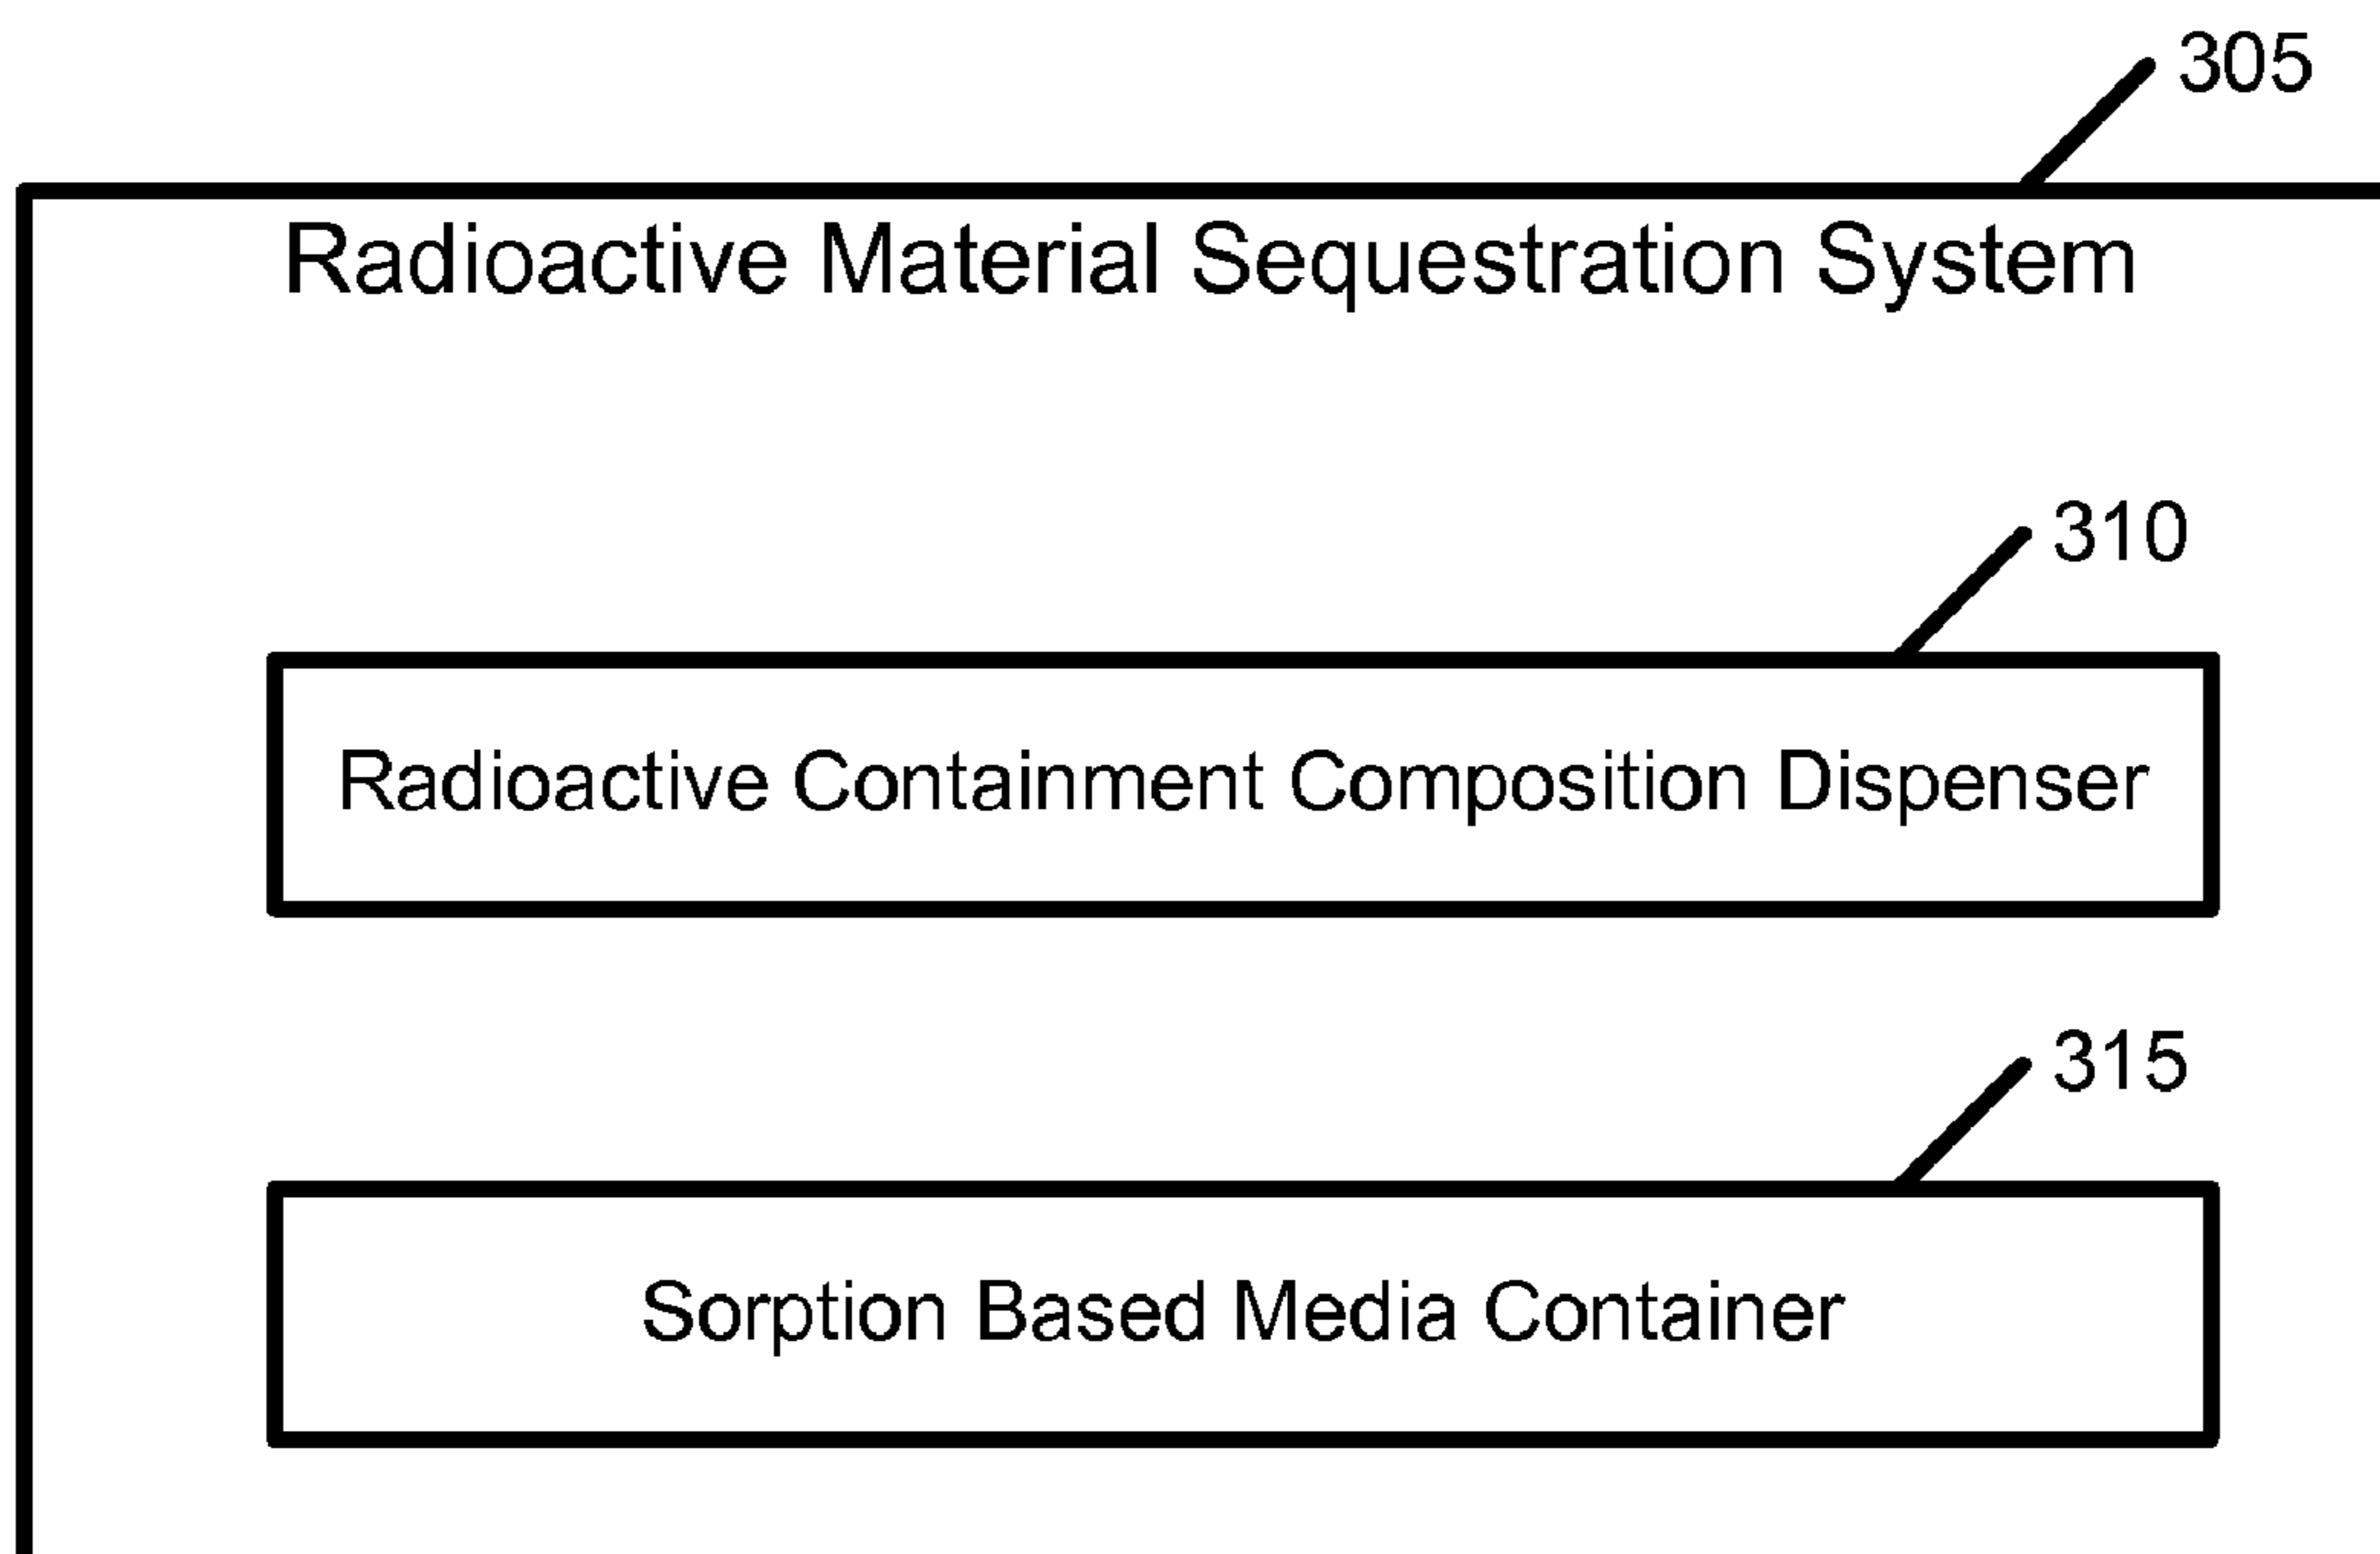 305
Radioactive Material Sequestration System
310
Radioactive Containment Composition Dispenser
315
Sorption Based Media Container